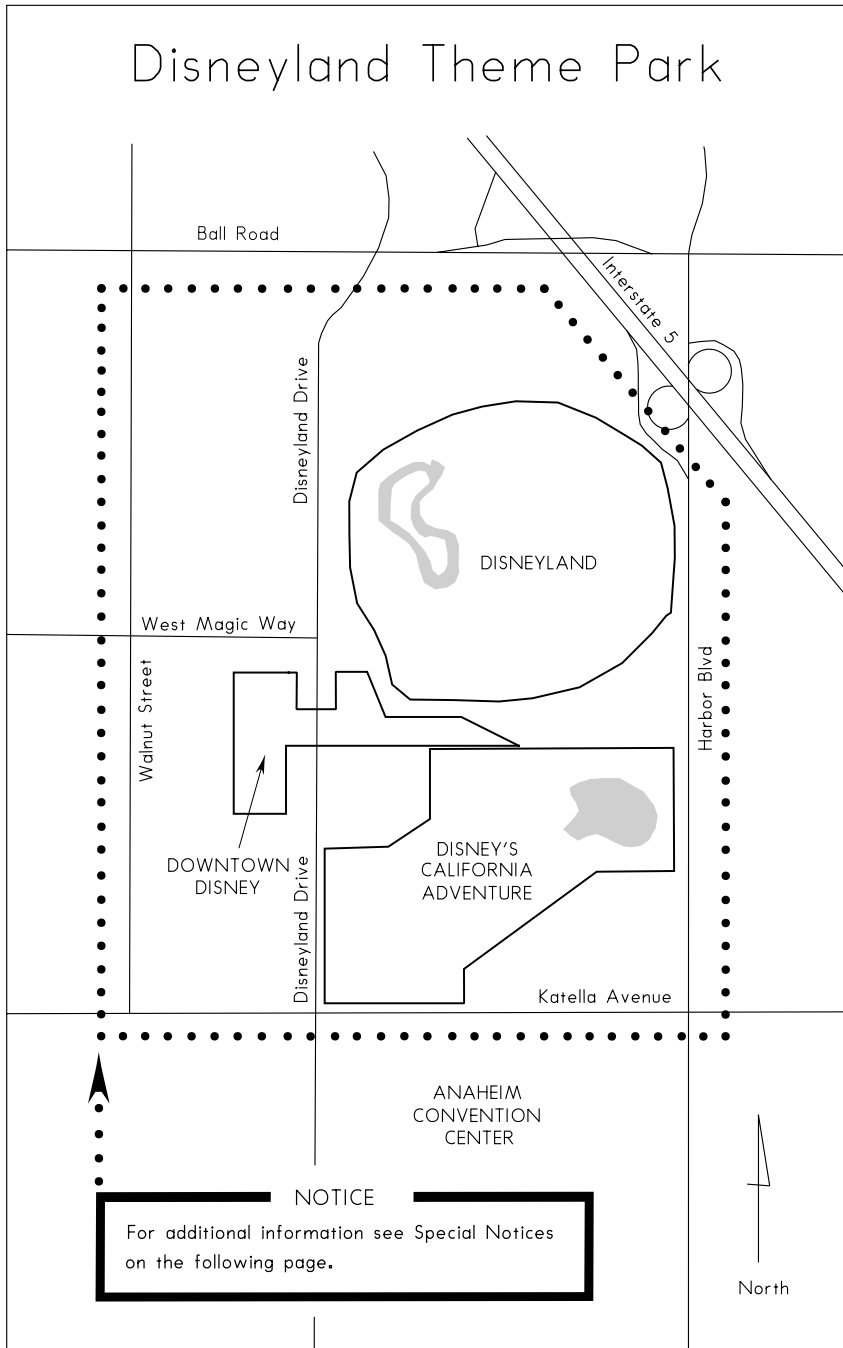 Disneyland Theme Park
Ball Road
Interstate 5
Disneyland Drive
DISNEYLAND
West Magic Way
Walnut Street
Harbor Blvd
DOWNTOWN
DISNEY
Disneyland Drive
DISNEY'S
CALIFORNIA
ADVENTURE
Katella Avenue
ANAHEIM
CONVENTION
CENTER
NOTICE
For additional information see Special Notices
on the following page.
North